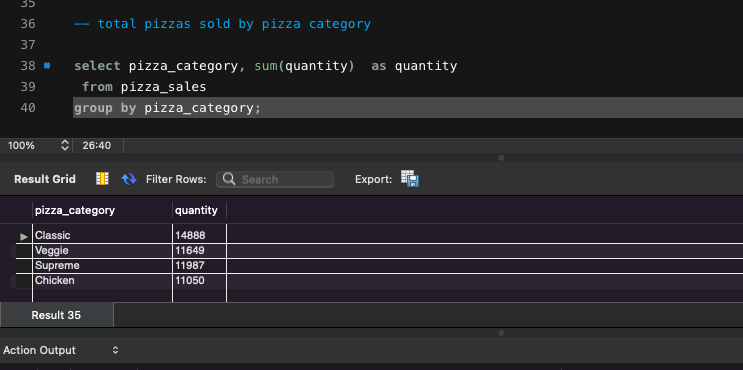 35
36 -- total pizzas sold by pizza category
37
38 select pizza_category, sum(quantity)  as quantity
39  from pizza_sales
40 group by pizza_category;
100% 26:40
Result Grid Filter Rows: Search Export:
pizza_category quantity
Classic 14888
Veggie 11649
Supreme 11987
Chicken 11050
Result 35
Action Output